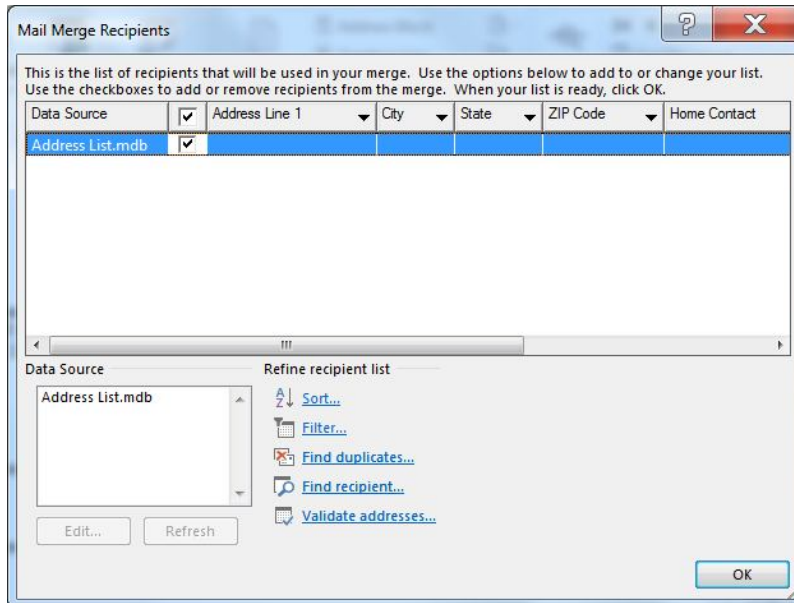 Mail Merge Recipients
This is the list of recipients that will be used in your merge. Use the options below to add to or change your list.
Use the checkboxes to add or remove recipients from the merge. When your list is ready, click OK.
Data Source Address Line 1 City State ZIP Code Home Contact
Address List.mdb
Data Source Refine recipient list
Address List.mdb
Sort...
Filter...
Find duplicates...
Find recipient...
Validate addresses...
Edit... Refresh
OK